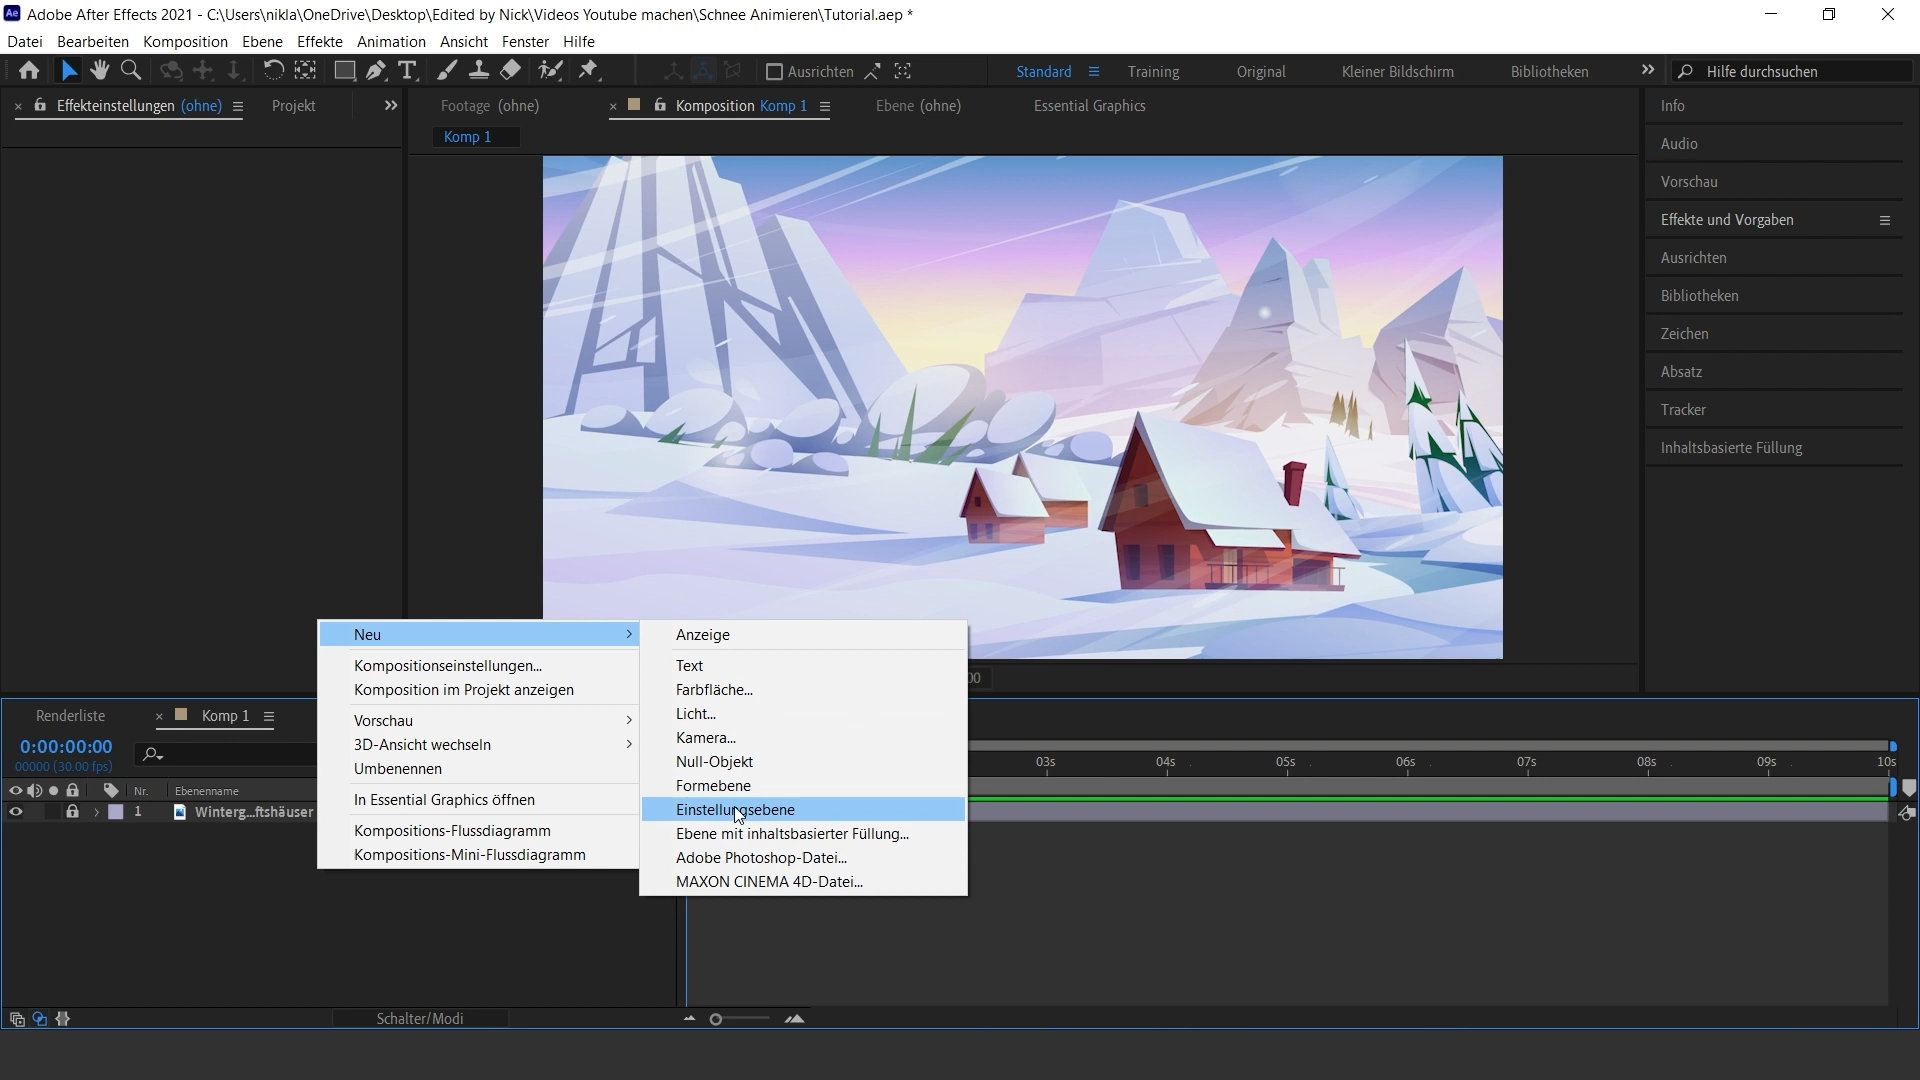 Adobe After Effects 2021 - C:\Users\nikla\OneDrive\Desktop\Edited by Nick\Videos Youtube machen\Schnee Animieren\Tutorial.aep *
Datei Bearbeiten Komposition Ebene Effekte Animation Ansicht Fenster Hilfe
Ausrichten Standard Training Original Kleiner Bildschirm Bibliotheken Hilfe durchsuchen
Effekteinstellungen (ohne) Projekt Footage (ohne) Komposition Komp 1 Ebene (ohne) Essential Graphics
Komp 1
Info
Audio
Vorschau
Effekte und Vorgaben
Ausrichten
Bibliotheken
Zeichen
Absatz
Tracker
Inhaltsbasierte Füllung
Neu
Kompositionseinstellungen...
Komposition im Projekt anzeigen
Vorschau
3D-Ansicht wechseln
Umbenennen
In Essential Graphics öffnen
Kompositions-Flussdiagramm
Kompositions-Mini-Flussdiagramm
Anzeige
Text
Farbfläche...
Licht...
Kamera...
Null-Objekt
Formebene
Einstellungsebene
Ebene mit inhaltsbasierter Füllung...
Adobe Photoshop-Datei...
MAXON CINEMA 4D-Datei...
Renderliste Komp 1
0:00:00:00
00000 (30.00 fps)
03s 04s 05s 06s 07s 08s 09s 10s
Nr. Ebenenname
1 Winterg...ftshäuser
Schalter/Modi